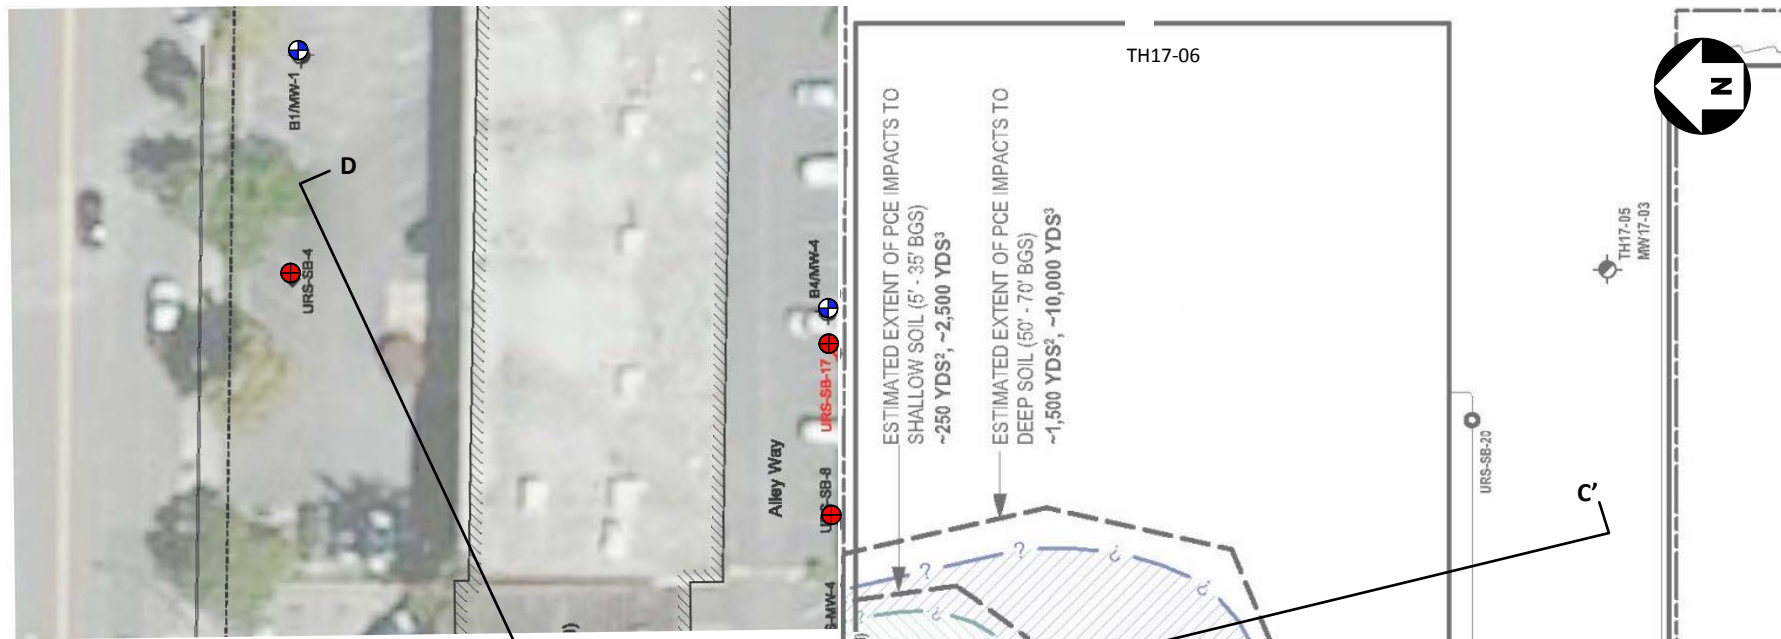 B1/MW-1
D
URS-SB-4
B4/MW-4
URS-SB-17
Alley Way
URS-SB-8
S-MW-4
TH17-06
ESTIMATED EXTENT OF PCE IMPACTS TO
SHALLOW SOIL (5' - 35' BGS)
~250 YDS², ~2,500 YDS³
ESTIMATED EXTENT OF PCE IMPACTS TO
DEEP SOIL (50' - 70' BGS)
~1,500 YDS², ~10,000 YDS³
? ? ?
?
?
N
TH17-05
MW17-03
URS-SB-20
C’